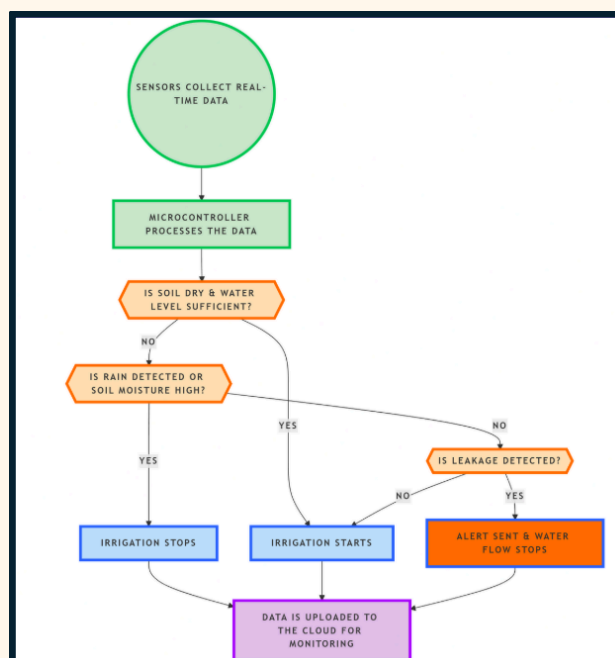 SENSORS COLLECT REAL-
TIME DATA
MICROCONTROLLER
PROCESSES THE DATA
IS SOIL DRY & WATER
LEVEL SUFFICIENT?
NO
IS RAIN DETECTED OR
SOIL MOISTURE HIGH?
YES
NO
IS LEAKAGE DETECTED?
YES
NO
YES
IRRIGATION STOPS
IRRIGATION STARTS
ALERT SENT & WATER
FLOW STOPS
DATA IS UPLOADED TO
THE CLOUD FOR
MONITORING